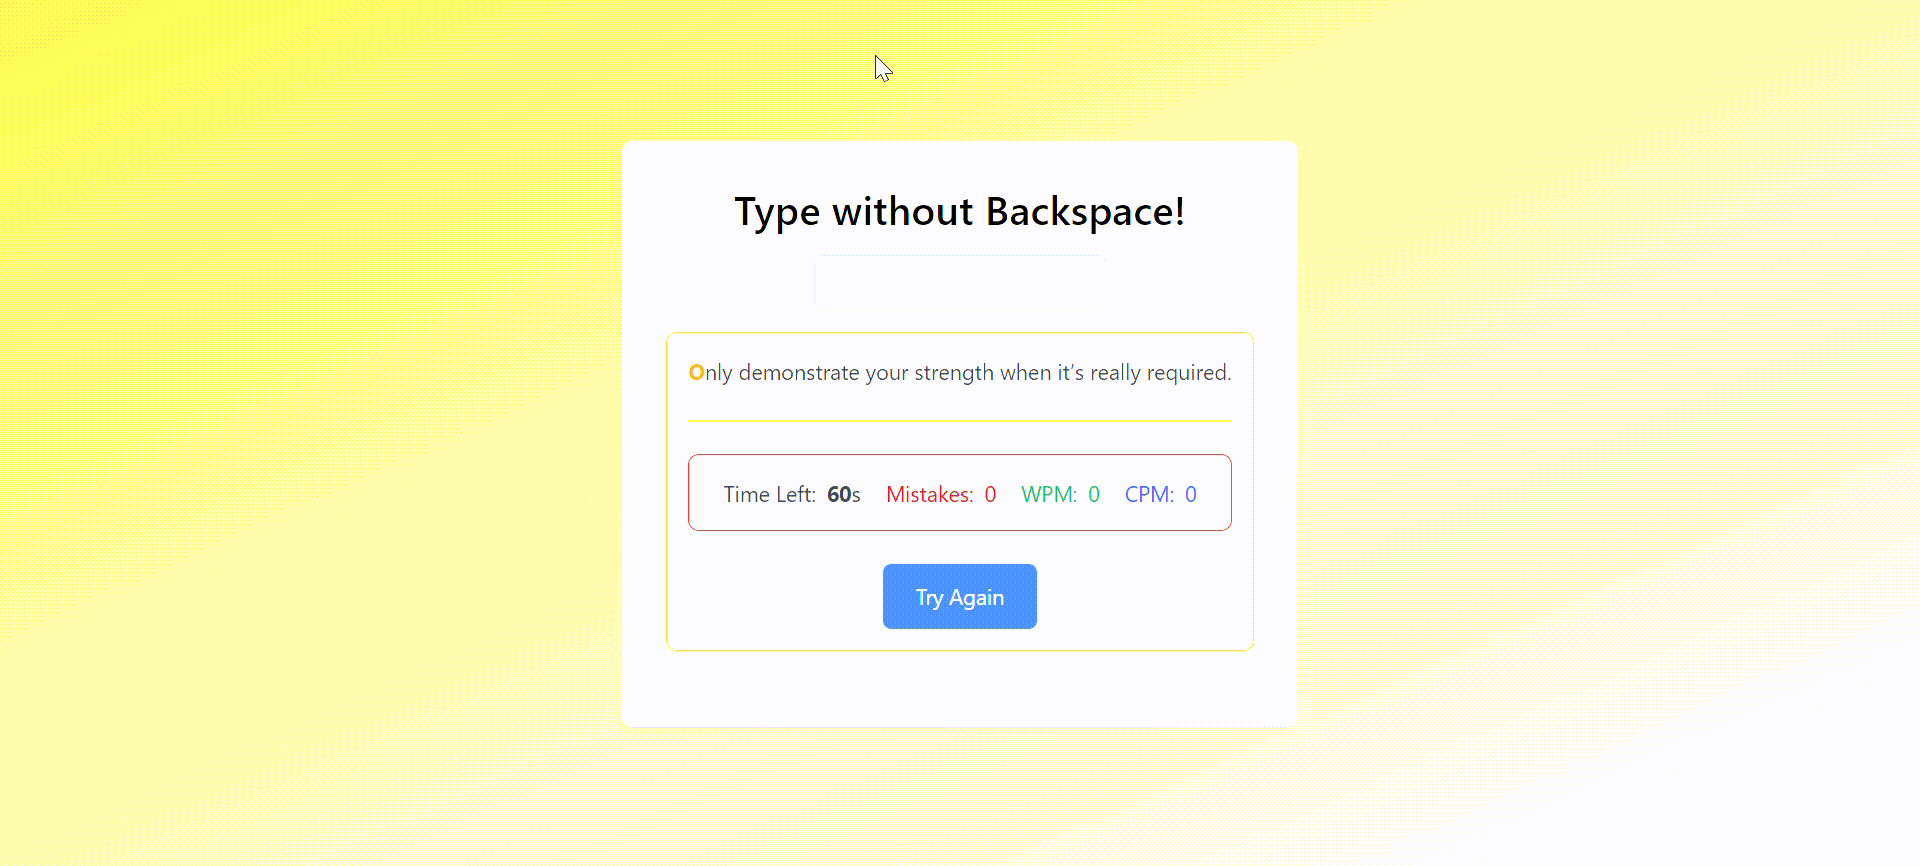 Type without Backspace!
Only demonstrate your strength when it’s really required.
Time Left: 60s Mistakes: 0 WPM: 0 CPM: 0
Try Again